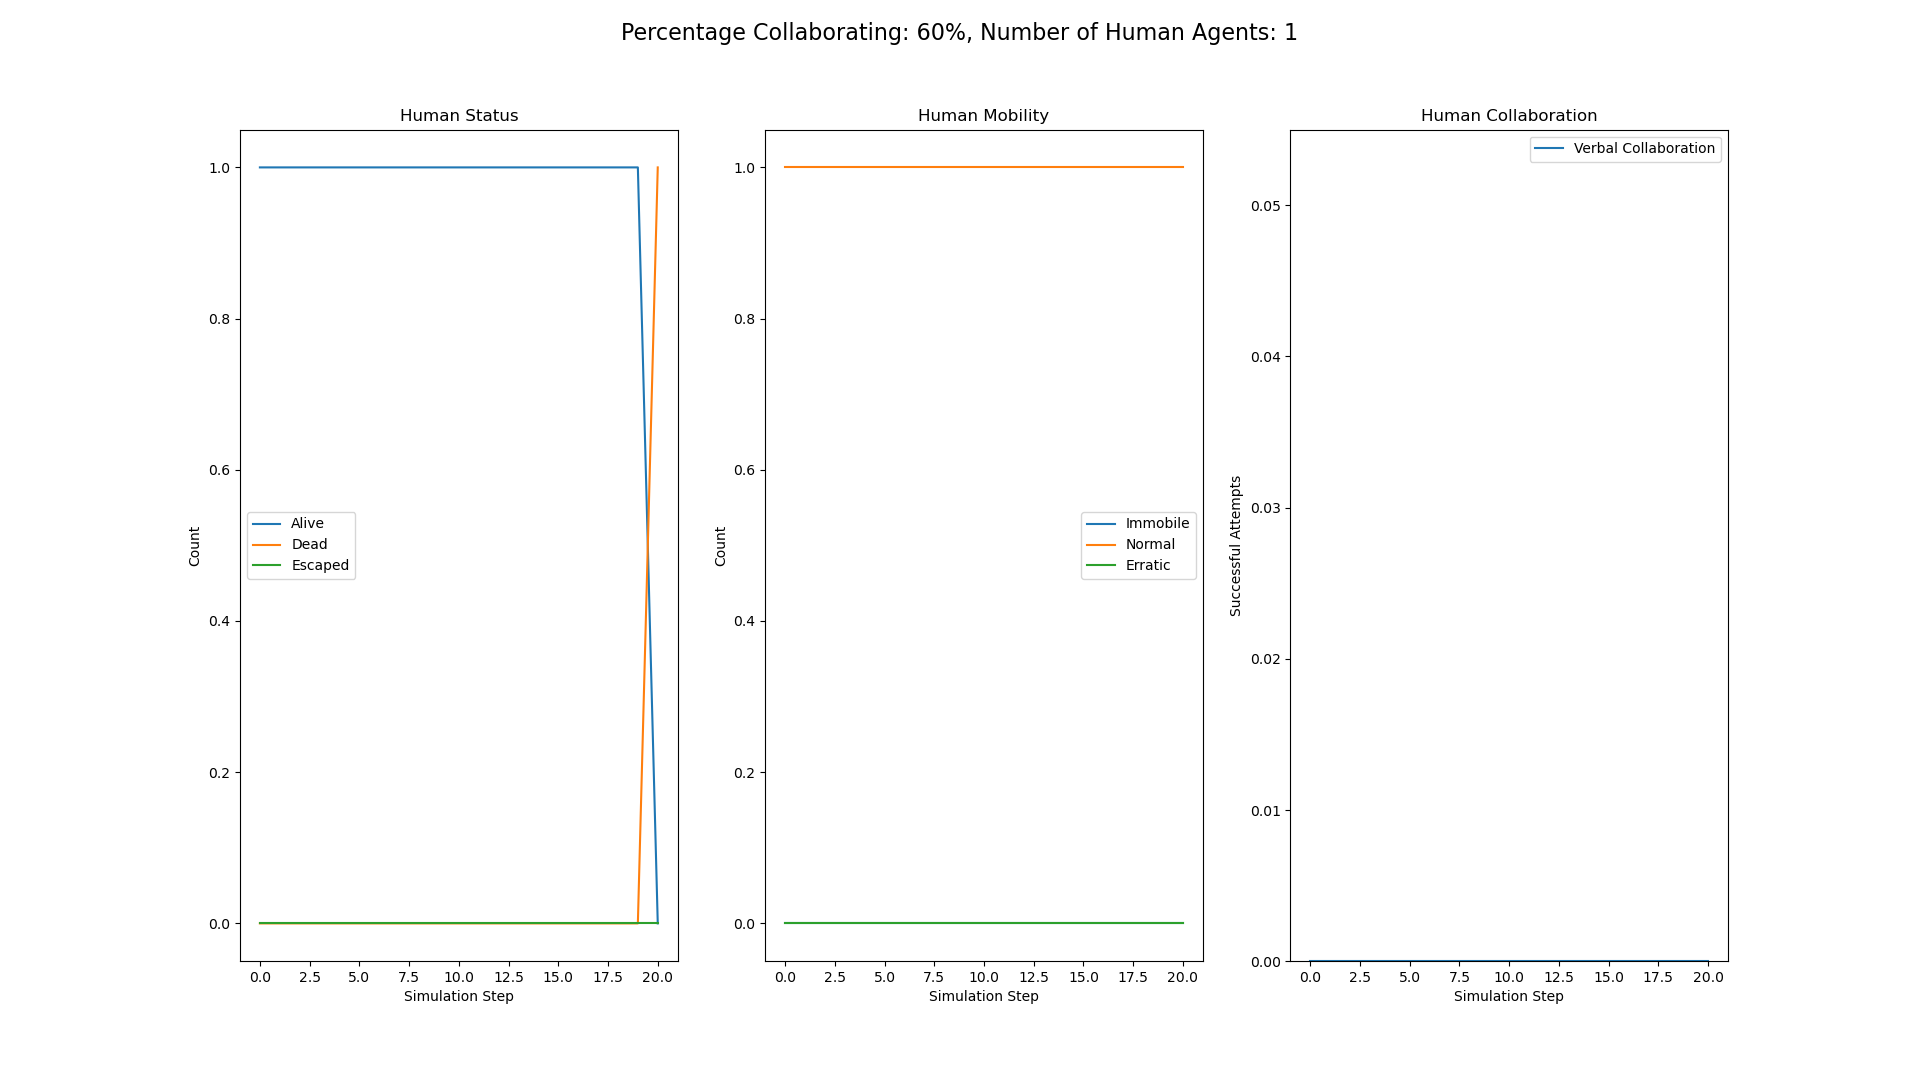 Percentage Collaborating: 60%, Number of Human Agents: 1
Human Status
1.0
0.8
0.6
0.4
0.2
0.0
Count
Alive
Dead
Escaped
0.0 2.5 5.0 7.5 10.0 12.5 15.0 17.5 20.0
Simulation Step
Human Mobility
1.0
0.8
0.6
0.4
0.2
0.0
Count
Immobile
Normal
Erratic
0.0 2.5 5.0 7.5 10.0 12.5 15.0 17.5 20.0
Simulation Step
Human Collaboration
Verbal Collaboration
0.05
0.04
0.03
0.02
0.01
0.00
Successful Attempts
0.0 2.5 5.0 7.5 10.0 12.5 15.0 17.5 20.0
Simulation Step